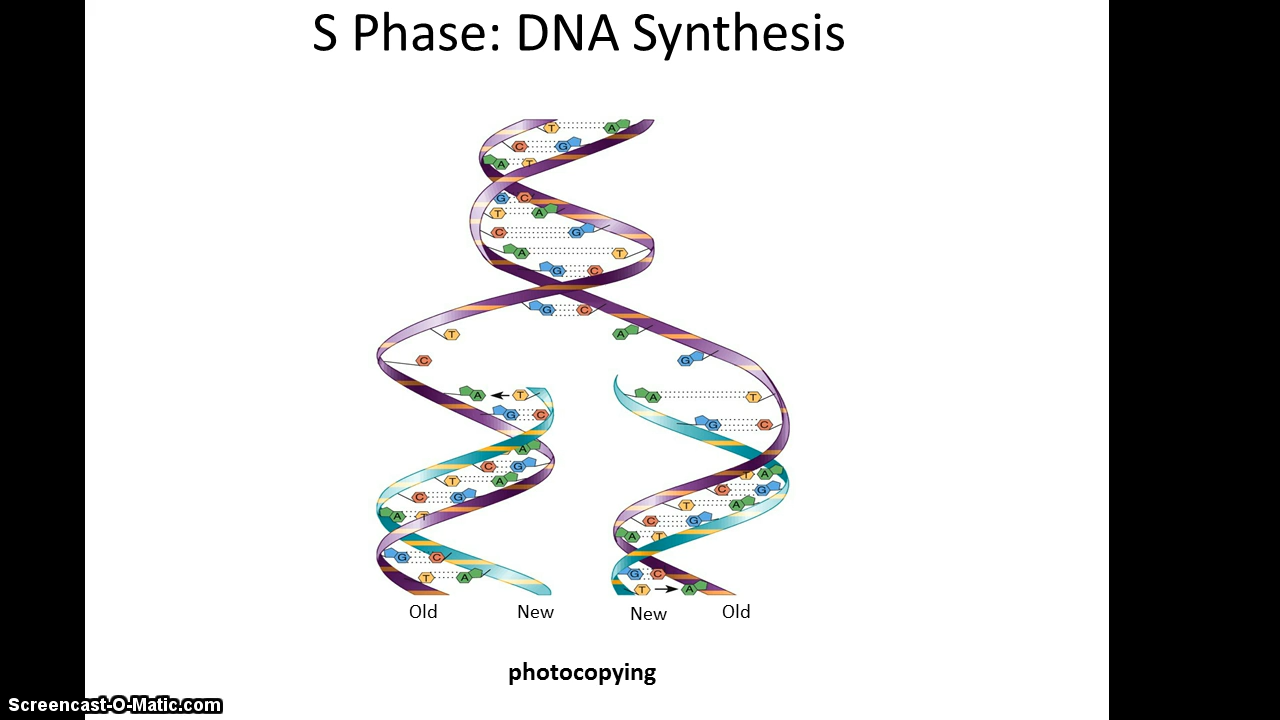 S Phase: DNA Synthesis
T A
C G
A T
G C
T A
C G
A T
G C
G C
T A
C G
A T A T
G C G C
A
C G T A
T A C G
C G T A
A T C G
A T
G C G C
T A T A
Old New New Old
photocopying
Screencast-O-Matic.com